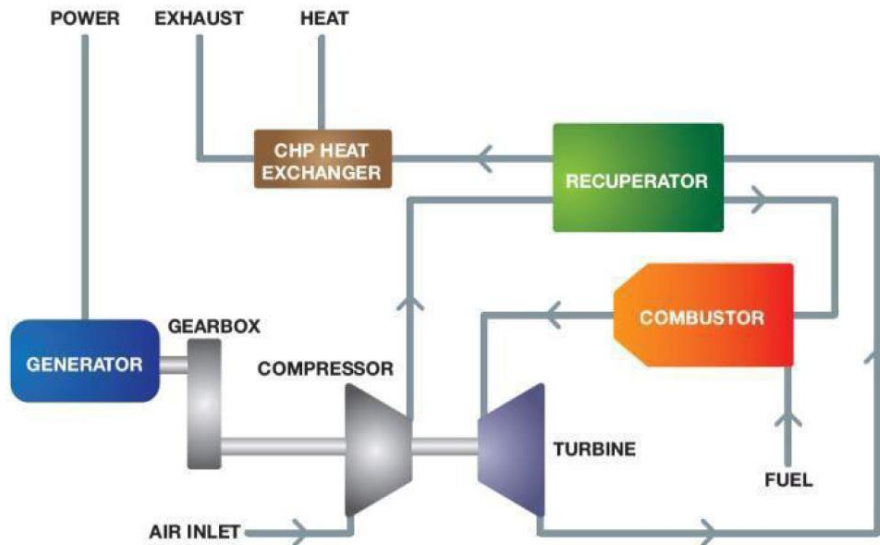 POWER
EXHAUST
HEAT
CHP HEAT
EXCHANGER
RECUPERATOR
COMBUSTOR
GEARBOX
GENERATOR
COMPRESSOR
TURBINE
FUEL
AIR INLET